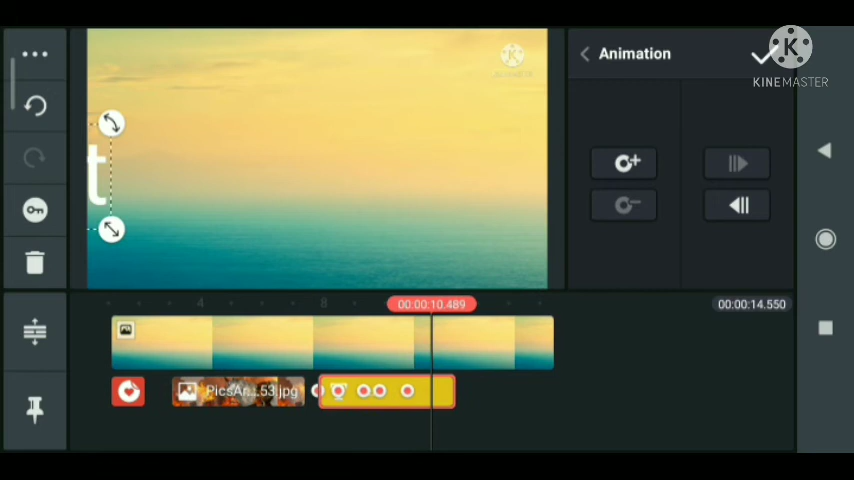 Animation
KINEMASTER
t
4
8
00:00:10.489
00:00:14.550
PicsAr...53.jpg